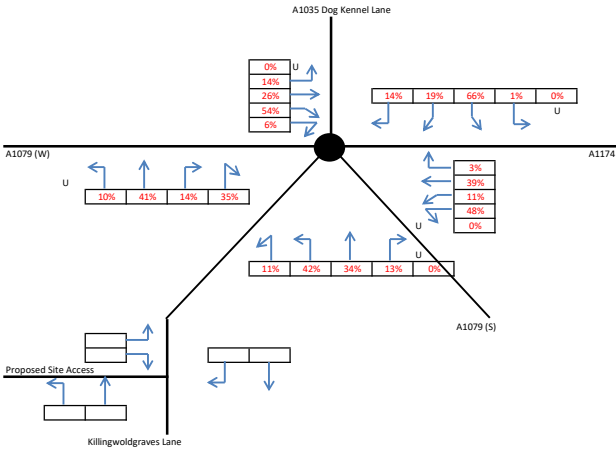 A1035 Dog Kennel Lane
0% U
14%
26%
54%
6%
14% 19% 66% 1% 0%
U
A1079 (W)
A1174
U
10% 41% 14% 35%
3%
39%
11%
48%
0%
U
U
11% 42% 34% 13% 0%
A1079 (S)
Proposed Site Access
Killingwoldgraves Lane